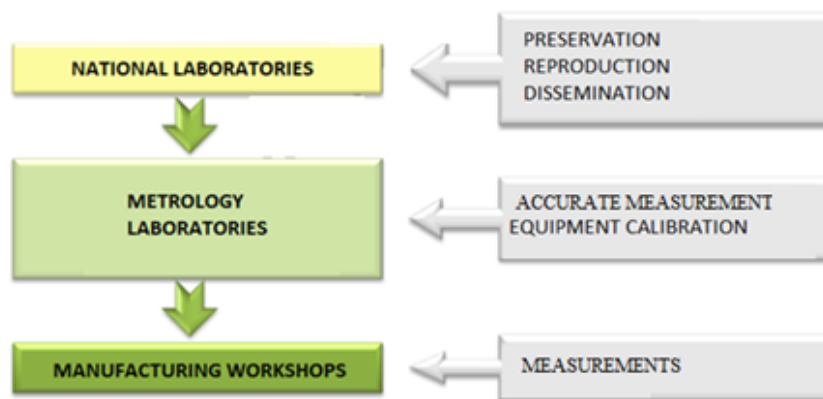 NATIONAL LABORATORIES
PRESERVATION
REPRODUCTION
DISSEMINATION
METROLOGY
LABORATORIES
ACCURATE MEASUREMENT
EQUIPMENT CALIBRATION
MANUFACTURING WORKSHOPS
MEASUREMENTS